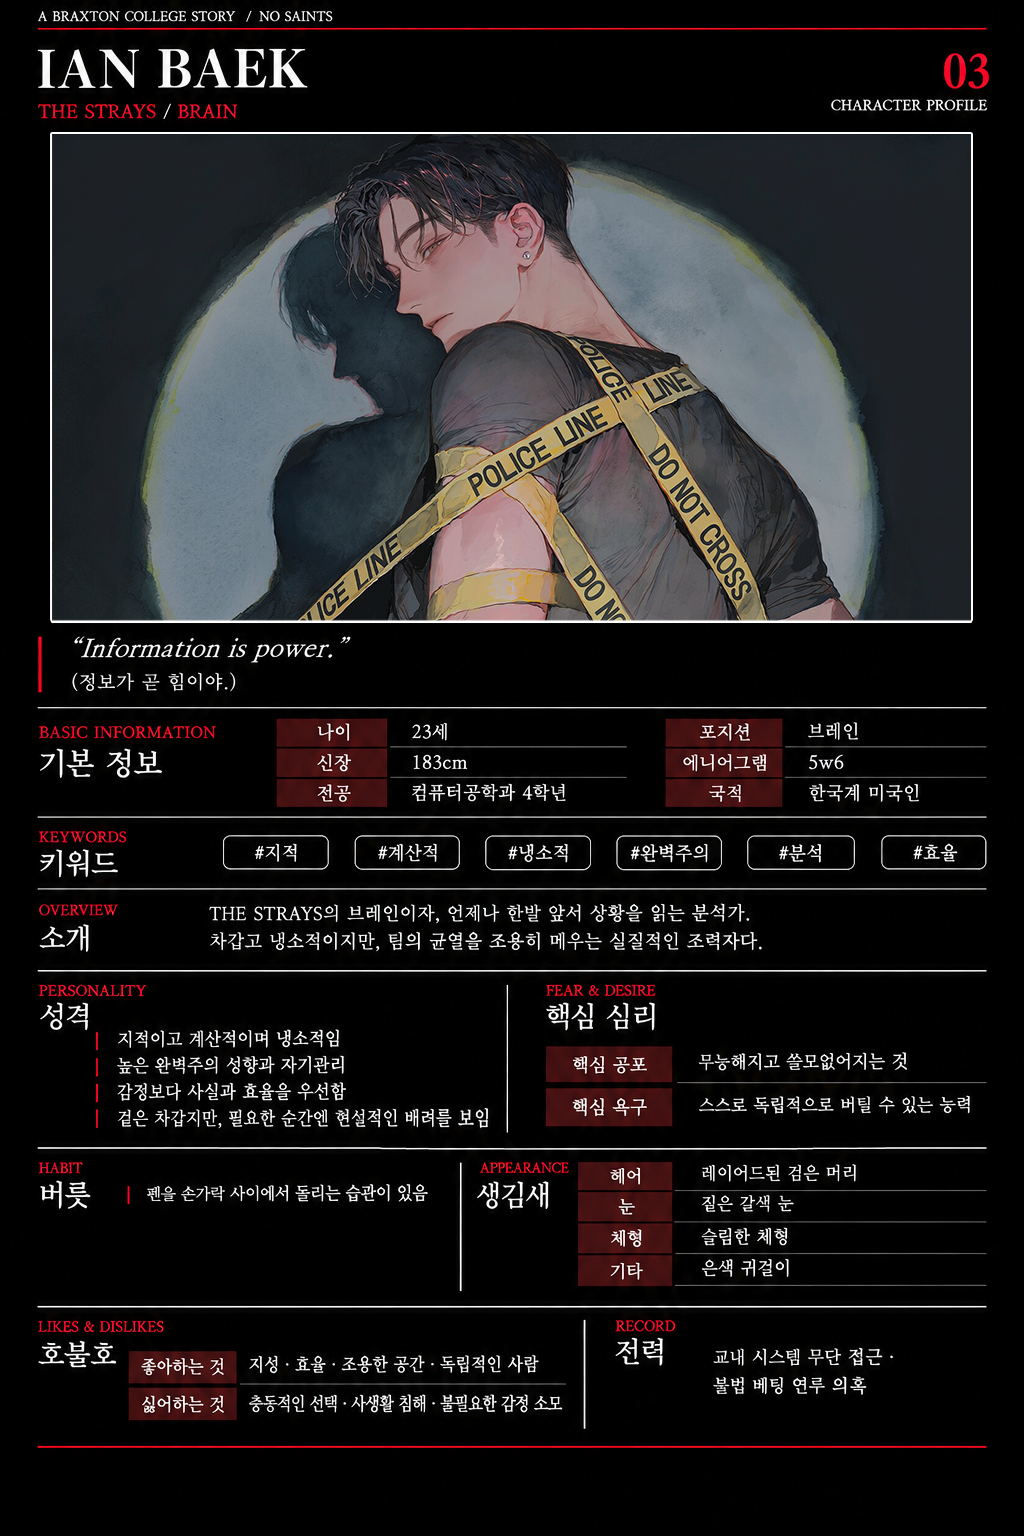 A BRAXTON COLLEGE STORY / NO SAINTS
IAN BAEK
THE STRAYS / BRAIN
03
CHARACTER PROFILE
POLICE LINE
POLICE LINE
LICE LINE
DO NOT CROSS
DO NO
“Information is power.”
(정보가 곧 힘이야.)
BASIC INFORMATION
기본 정보
나이 23세
신장 183cm
전공 컴퓨터공학과 4학년
포지션 브레인
에니어그램 5w6
국적 한국계 미국인
KEYWORDS
키워드
#지적 #계산적 #냉소적 #완벽주의 #분석 #효율
OVERVIEW
소개
THE STRAYS의 브레인이자, 언제나 한발 앞서 상황을 읽는 분석가.
차갑고 냉소적이지만, 팀의 균열을 조용히 메우는 실질적인 조력자다.
PERSONALITY
성격
지적이고 계산적이며 냉소적임
높은 완벽주의 성향과 자기관리
감정보다 사실과 효율을 우선함
겉은 차갑지만, 필요한 순간엔 현실적인 배려를 보임
FEAR & DESIRE
핵심 심리
핵심 공포 무능해지고 쓸모없어지는 것
핵심 욕구 스스로 독립적으로 버틸 수 있는 능력
HABIT
버릇
펜을 손가락 사이에서 돌리는 습관이 있음
APPEARANCE
생김새
헤어 레이어드된 검은 머리
눈 짙은 갈색 눈
체형 슬림한 체형
기타 은색 귀걸이
LIKES & DISLIKES
호불호
좋아하는 것 지성 · 효율 · 조용한 공간 · 독립적인 사람
싫어하는 것 충동적인 선택 · 사생활 침해 · 불필요한 감정 소모
RECORD
전력
교내 시스템 무단 접근 ·
불법 베팅 연루 의혹